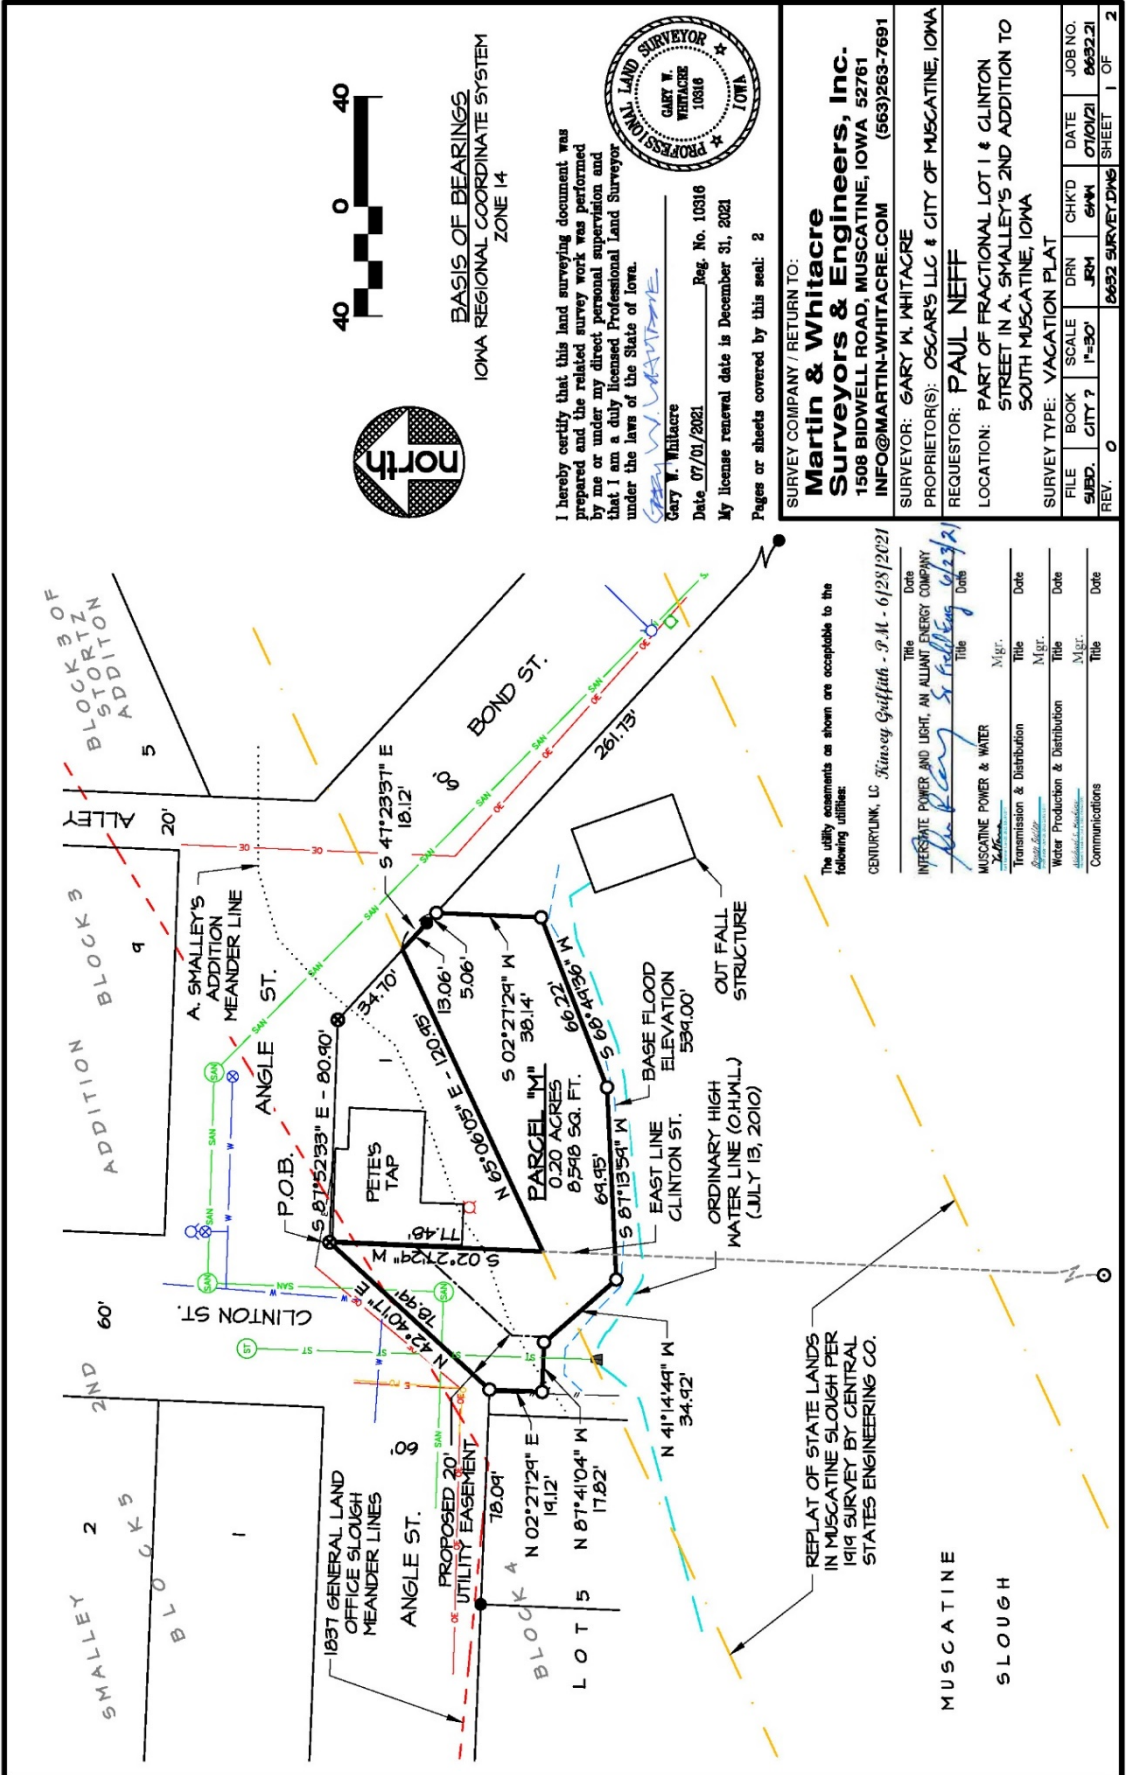 SMALLEY
2ND
ADDITION
BLOCK 5
2
1
60'
BLOCK 3
9
ALLEY
20'
5
BLOCK 3 OF
STORTZ
ADDITON
1837 GENERAL LAND
OFFICE SLOUGH
MEANDER LINES
ANGLE ST.
60'
CLINTON ST.
P.O.B.
ANGLE ST.
A. SMALLEY'S
ADDITION
MEANDER LINE
S 87°52'33" E - 80.90'
34.70'
S 47°23'37" E
18.12'
13.06'
5.06'
60'
BOND ST.
261.73'
PROPOSED 20'
UTILITY EASEMENT
78.09'
N 42°40'17" E
78.99'
S 02°27'29" W
77.48'
PETE'S
TAP
1
N 65°06'05" E - 120.95'
PARCEL "M"
0.20 ACRES
8,598 SQ. FT.
S 02°27'29" W
38.14'
66.22
S 68°49'36" W
69.95'
S 87°13'59" W
BLOCK 4
LOT 5
N 02°27'29" E
19.12'
N 87°41'04" W
17.82'
N 41°14'49" W
34.92'
EAST LINE
CLINTON ST.
BASE FLOOD
ELEVATION
539.00'
OUT FALL
STRUCTURE
ORDINARY HIGH
WATER LINE (O.H.W.L.)
(JULY 13, 2010)
REPLAT OF STATE LANDS
IN MUSCATINE SLOUGH PER
1919 SURVEY BY CENTRAL
STATES ENGINEERING CO.
MUSCATINE
SLOUGH
north
40 0 40
BASIS OF BEARINGS
IOWA REGIONAL COORDINATE SYSTEM
ZONE 14
I hereby certify that this land surveying document was
prepared and the related survey work was performed
by me or under my direct personal supervision and
that I am a duly licensed Professional Land Surveyor
under the laws of the State of Iowa.
Gary W. Whitacre
Gary W. Whitacre
Date 07/01/2021 Reg. No. 10316
My license renewal date is December 31, 2021
Pages or sheets covered by this seal: 2
PROFESSIONAL LAND SURVEYOR
GARY W.
WHITACRE
10316
IOWA
The utility easements as shown are acceptable to the
following utilities:
CENTURYLINK, LC Kinsey Griffith - P.M - 6/28/2021
Title Date
INTERSTATE POWER AND LIGHT, AN ALLIANT ENERGY COMPANY
Sr Field Eng 6/23/21
Title Date
MUSCATINE POWER & WATER
Mgr.
Transmission & Distribution Title Date
Mgr.
Water Production & Distribution Title Date
Mgr.
Communications Title Date
SURVEY COMPANY / RETURN TO:
Martin & Whitacre
Surveyors & Engineers, Inc.
1508 BIDWELL ROAD, MUSCATINE, IOWA 52761
INFO@MARTIN-WHITACRE.COM (563)263-7691
SURVEYOR: GARY W. WHITACRE
PROPRIETOR(S): OSCAR'S LLC & CITY OF MUSCATINE, IOWA
REQUESTOR: PAUL NEFF
LOCATION: PART OF FRACTIONAL LOT 1 & CLINTON
STREET IN A. SMALLEY'S 2ND ADDITION TO
SOUTH MUSCATINE, IOWA
SURVEY TYPE: VACATION PLAT
FILE BOOK SCALE DRN CHK'D DATE JOB NO.
SUBD. CITY 7 1"=30' JRM GWW 07/01/21 8632.21
REV. 0 8632 SURVEY.DWG SHEET 1 OF 2